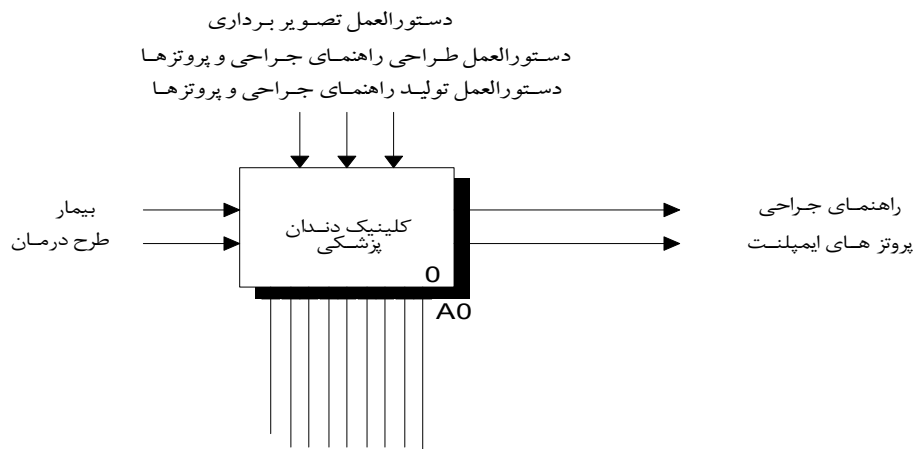 دستورالعمل تصویر برداری
دستورالعمل طراحی راهنمای جراحی و پروتزها
دستورالعمل تولید راهنمای جراحی و پروتزها
بیمار
طرح درمان
کلینیک دندان
پزشکی
0
A0
راهنمای جراحی
پروتز های ایمپلنت